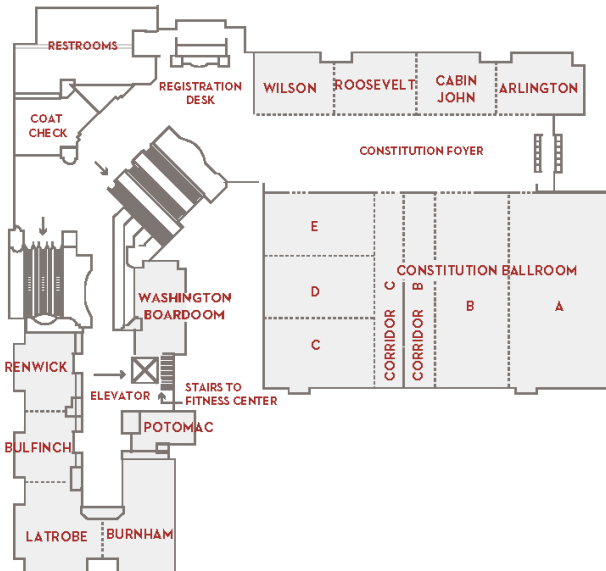 RESTROOMS
REGISTRATION
DESK
COAT
CHECK
WILSON
ROOSEVELT
CABIN
JOHN
ARLINGTON
CONSTITUTION FOYER
E
D
C
CORRIDOR C
CORRIDOR B
CONSTITUTION BALLROOM
B
A
WASHINGTON
BOARDOOM
RENWICK
ELEVATOR
STAIRS TO
FITNESS CENTER
POTOMAC
BULFINCH
LATROBE
BURNHAM